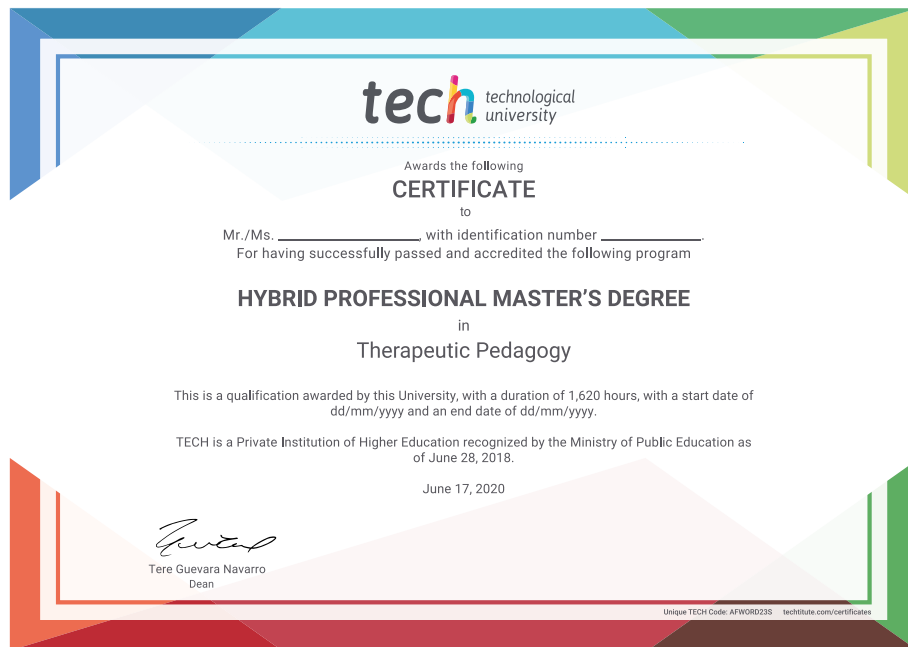 tech technological
university
Awards the following
CERTIFICATE
to
Mr./Ms. ____________________, with identification number ______________.
For having successfully passed and accredited the following program
HYBRID PROFESSIONAL MASTER'S DEGREE
in
Therapeutic Pedagogy
This is a qualification awarded by this University, with a duration of 1,620 hours, with a start date of
dd/mm/yyyy and an end date of dd/mm/yyyy.
TECH is a Private Institution of Higher Education recognized by the Ministry of Public Education as
of June 28, 2018.
June 17, 2020
Tere Guevara Navarro
Dean
Unique TECH Code: AFWORD23S techtitute.com/certificates